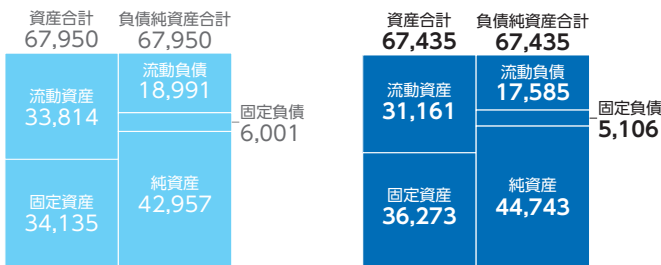 資産合計
67,950
負債純資産合計
67,950
流動資産
33,814
流動負債
18,991
固定負債
6,001
固定資産
34,135
純資産
42,957
資産合計
67,435
負債純資産合計
67,435
流動資産
31,161
流動負債
17,585
固定負債
5,106
固定資産
36,273
純資産
44,743